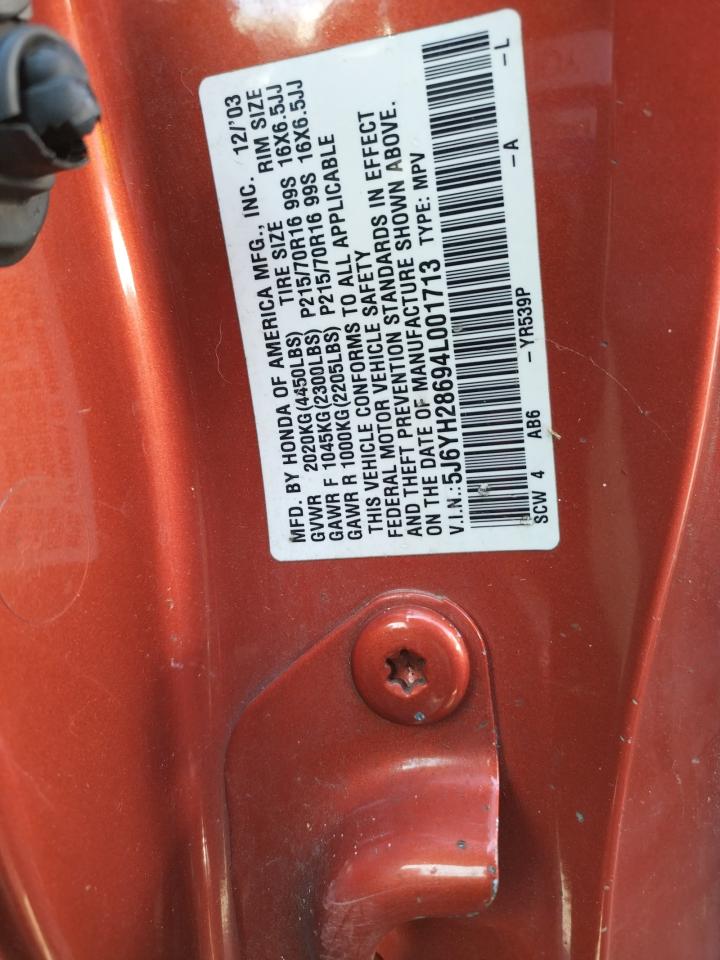 MFD. BY HONDA OF AMERICA MFG., INC. 12/'03
GVWR 2020KG(4450LBS) TIRE SIZE RIM SIZE
GAWR F 1045KG(2300LBS) P215/70R16 99S 16X6.5JJ
GAWR R 1000KG(2205LBS) P215/70R16 99S 16X6.5JJ
THIS VEHICLE CONFORMS TO ALL APPLICABLE
FEDERAL MOTOR VEHICLE SAFETY
AND THEFT PREVENTION STANDARDS IN EFFECT
ON THE DATE OF MANUFACTURE SHOWN ABOVE.
V.I.N.:5J6YH28694L001713 TYPE: MPV
SCW 4 AB6 - YR539P - A - L